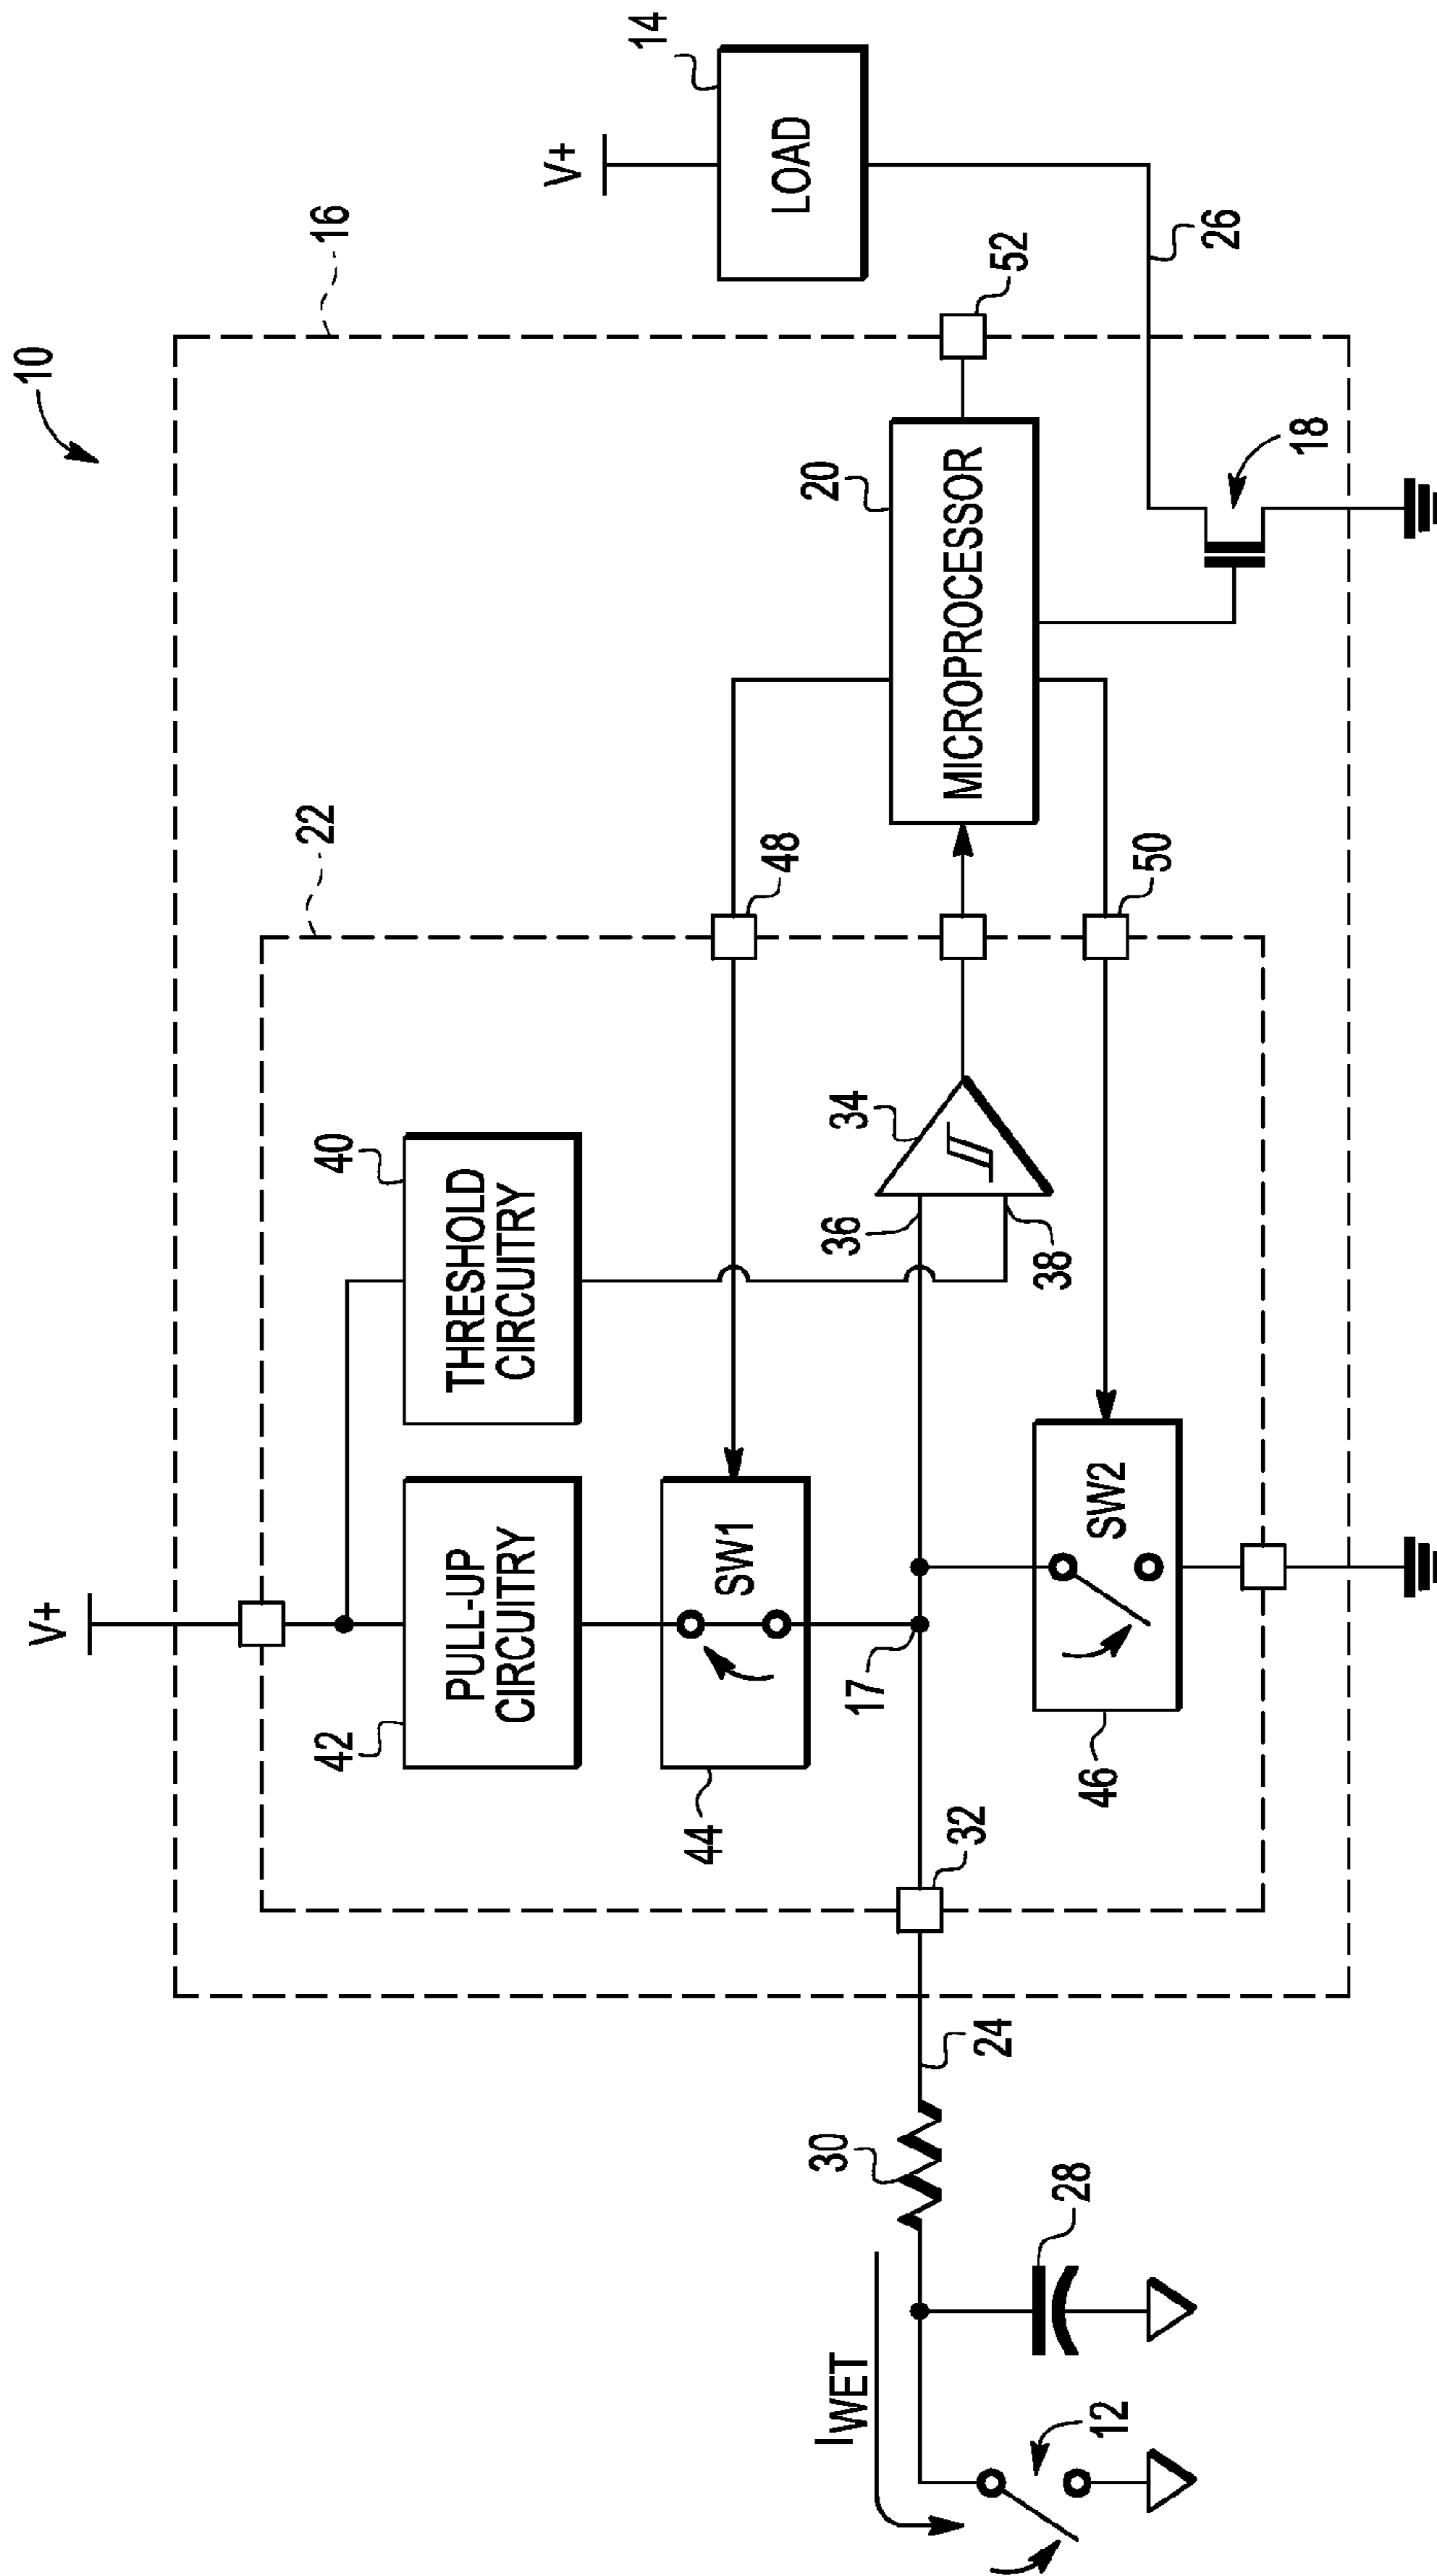 10
16
V+
22
14
V+
LOAD
42
PULL-UP
CIRCUITRY
40
THRESHOLD
CIRCUITRY
44
SW1
48
20
MICROPROCESSOR
52
IWET
30
24
32
17
36
34
38
26
12
28
46
SW2
50
18